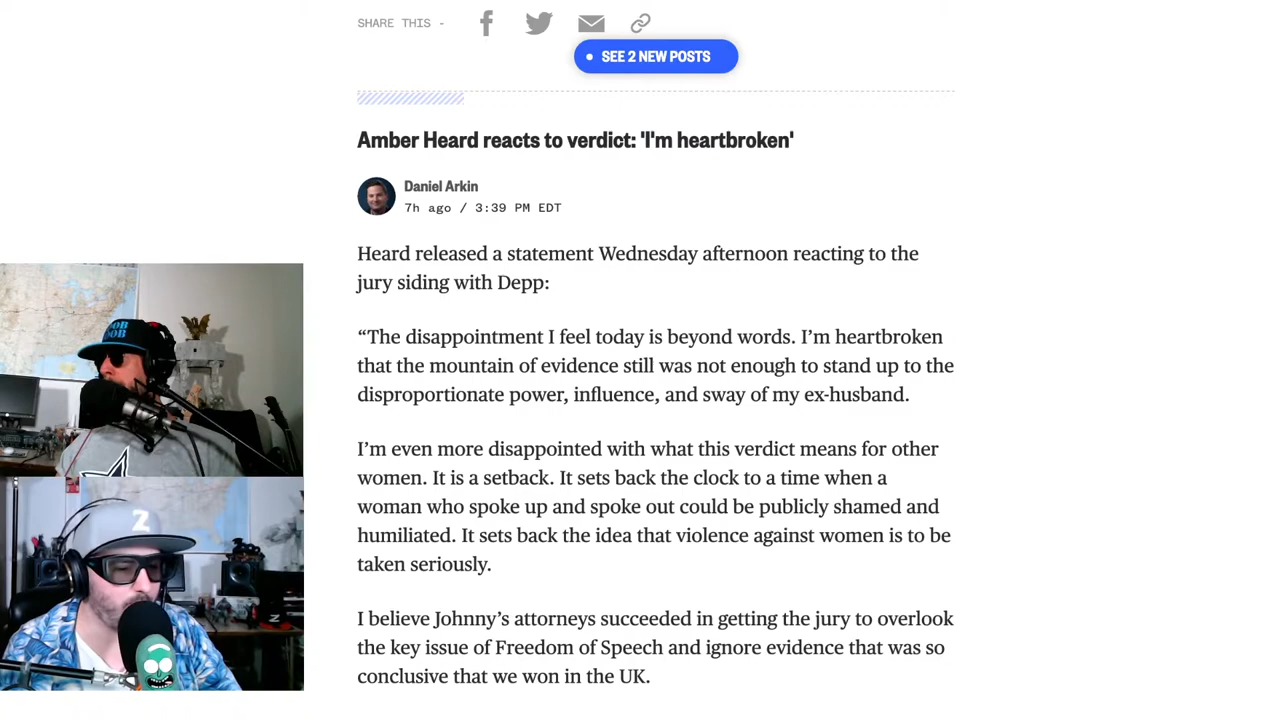 SHARE THIS -
SEE 2 NEW POSTS
Amber Heard reacts to verdict: 'I'm heartbroken'
Daniel Arkin
7h ago / 3:39 PM EDT
Heard released a statement Wednesday afternoon reacting to the
jury siding with Depp:
“The disappointment I feel today is beyond words. I’m heartbroken
that the mountain of evidence still was not enough to stand up to the
disproportionate power, influence, and sway of my ex-husband.
I’m even more disappointed with what this verdict means for other
women. It is a setback. It sets back the clock to a time when a
woman who spoke up and spoke out could be publicly shamed and
humiliated. It sets back the idea that violence against women is to be
taken seriously.
I believe Johnny’s attorneys succeeded in getting the jury to overlook
the key issue of Freedom of Speech and ignore evidence that was so
conclusive that we won in the UK.
Z